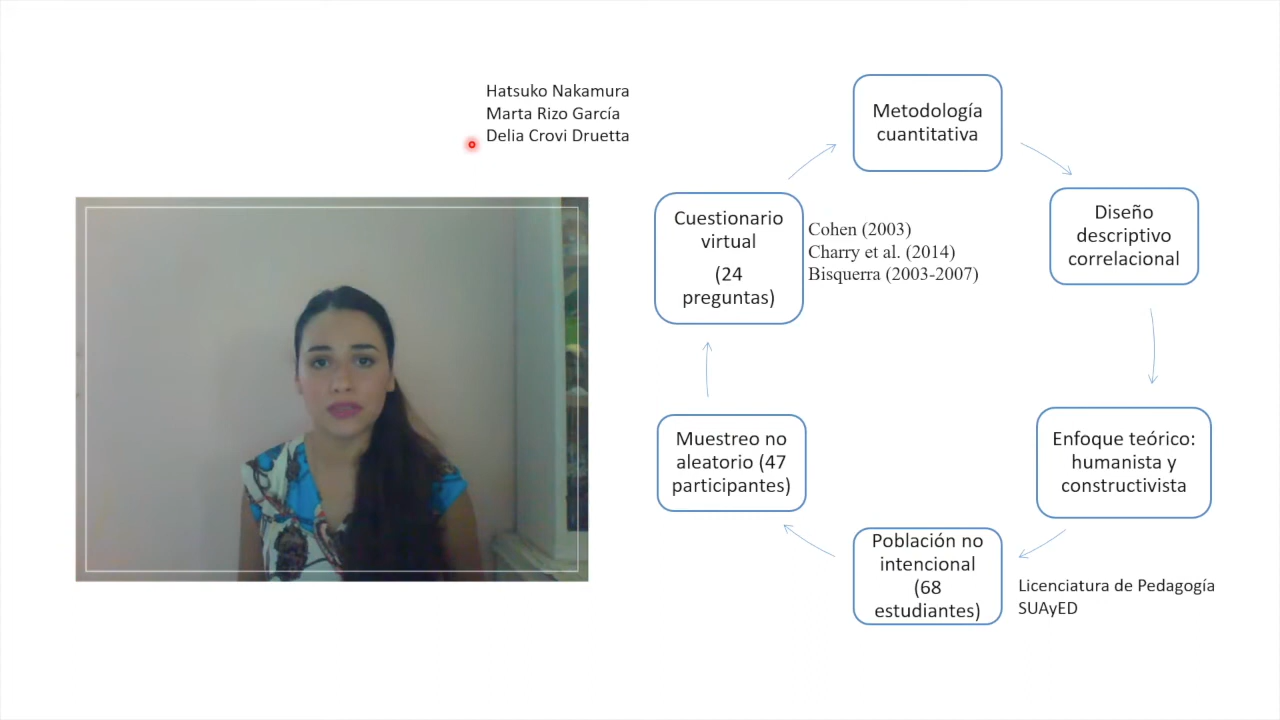 Hatsuko Nakamura
Marta Rizo García
Delia Crovi Druetta
Metodología
cuantitativa
Diseño
descriptivo
correlacional
Enfoque teórico:
humanista y
constructivista
Población no
intencional
(68
estudiantes)
Licenciatura de Pedagogía
SUAyED
Muestreo no
aleatorio (47
participantes)
Cuestionario
virtual
(24
preguntas)
Cohen (2003)
Charry et al. (2014)
Bisquerra (2003-2007)